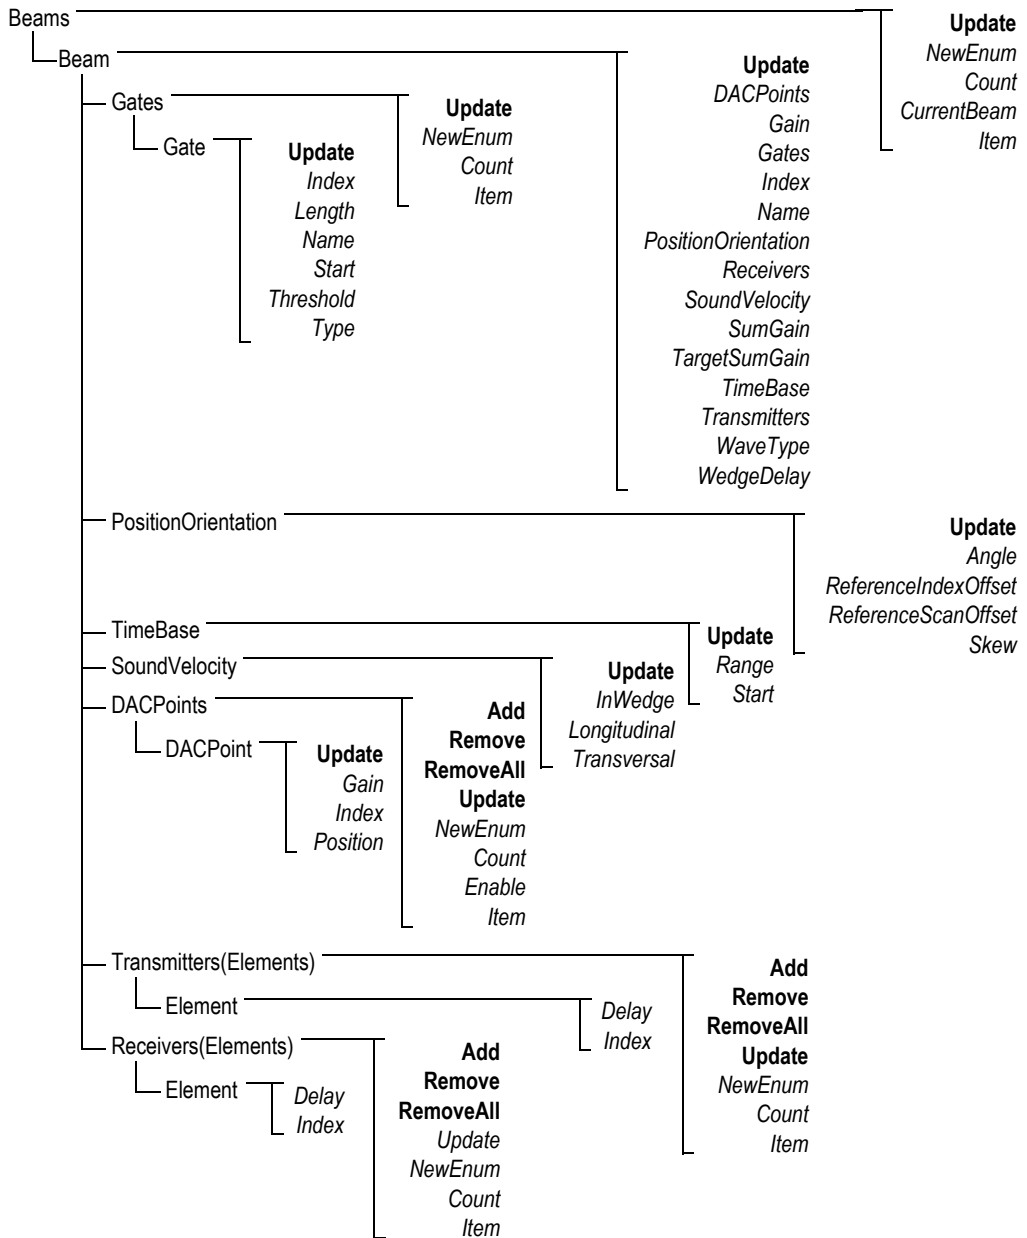 Beams
Update
NewEnum
Count
CurrentBeam
Item
Beam
Update
DACPoints
Gain
Gates
Index
Name
PositionOrientation
Receivers
SoundVelocity
SumGain
TargetSumGain
TimeBase
Transmitters
WaveType
WedgeDelay
Gates
Update
NewEnum
Count
Item
Gate
Update
Index
Length
Name
Start
Threshold
Type
PositionOrientation
Update
Angle
ReferenceIndexOffset
ReferenceScanOffset
Skew
TimeBase
Update
Range
Start
SoundVelocity
Update
InWedge
Longitudinal
Transversal
DACPoints
Add
Remove
RemoveAll
Update
NewEnum
Count
Enable
Item
DACPoint
Update
Gain
Index
Position
Transmitters(Elements)
Add
Remove
RemoveAll
Update
NewEnum
Count
Item
Element
Delay
Index
Receivers(Elements)
Add
Remove
RemoveAll
Update
NewEnum
Count
Item
Element
Delay
Index